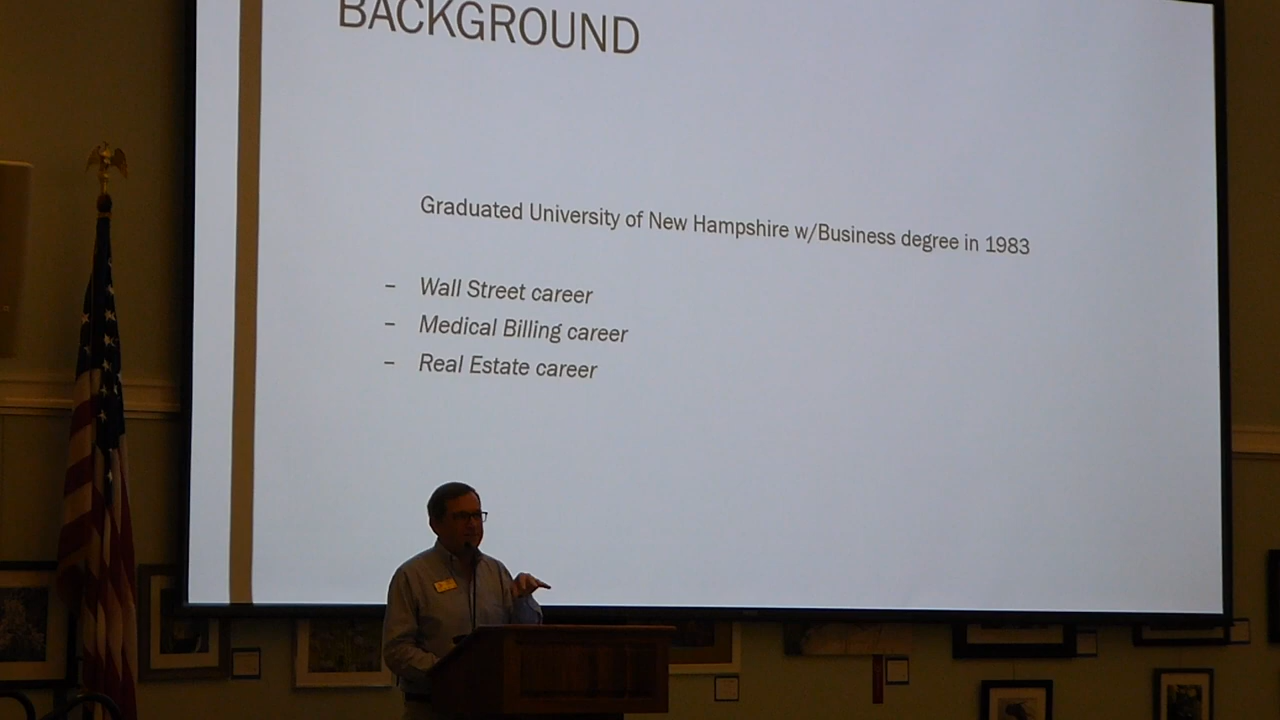 BACKGROUND
Graduated University of New Hampshire w/Business degree in 1983
– Wall Street career
– Medical Billing career
– Real Estate career